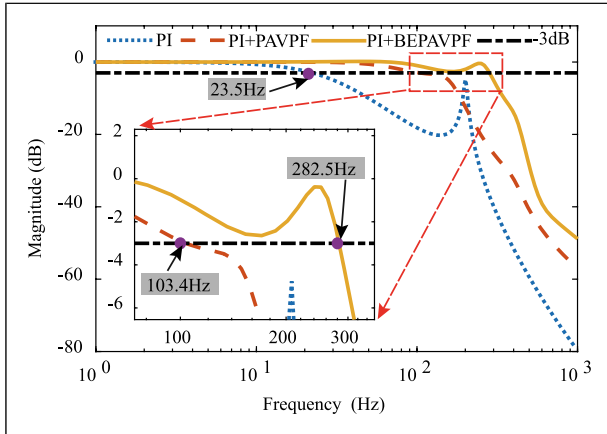 PI PI+PAVPF PI+BEPAVPF -3dB
0
-20
-40
-60
-80
Magnitude (dB)
23.5Hz
2
0
-2
-4
-6
282.5Hz
103.4Hz
100 200 300
10^0 10^1 10^2 10^3
Frequency (Hz)